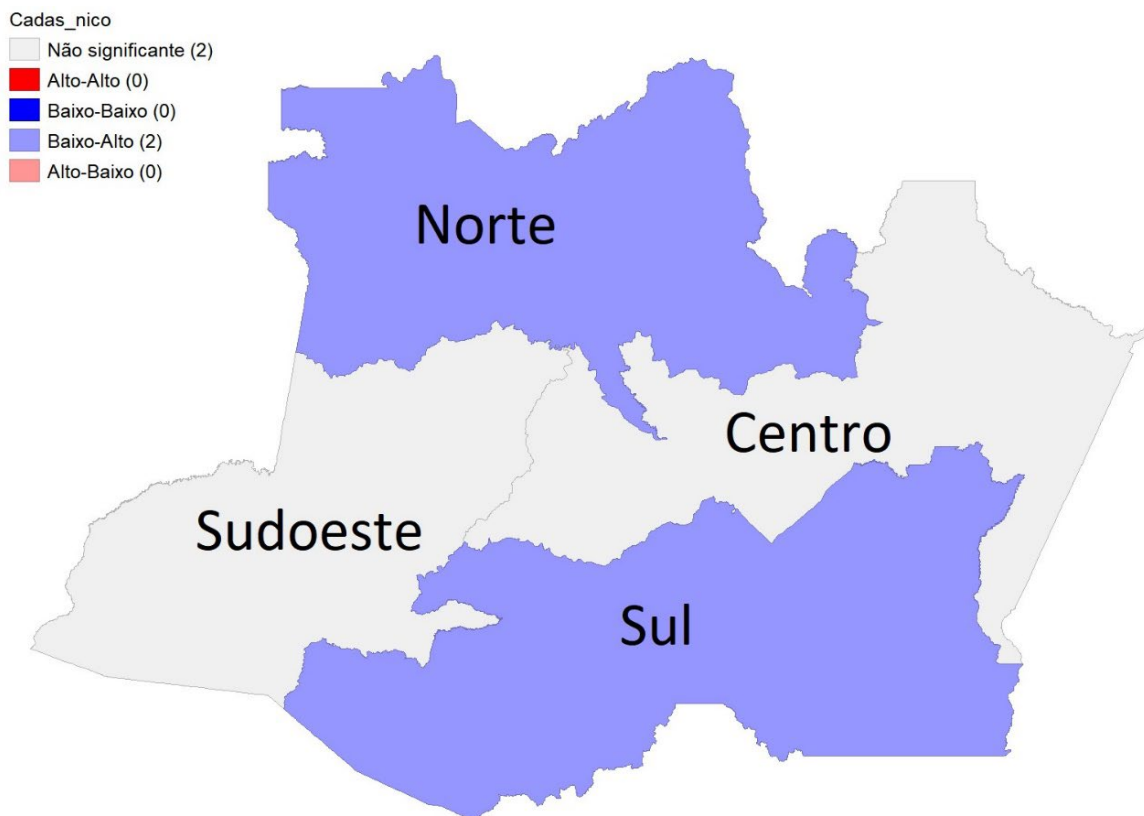 Cadas_nico
Não significante (2)
Alto-Alto (0)
Baixo-Baixo (0)
Baixo-Alto (2)
Alto-Baixo (0)
Norte
Centro
Sudoeste
Sul